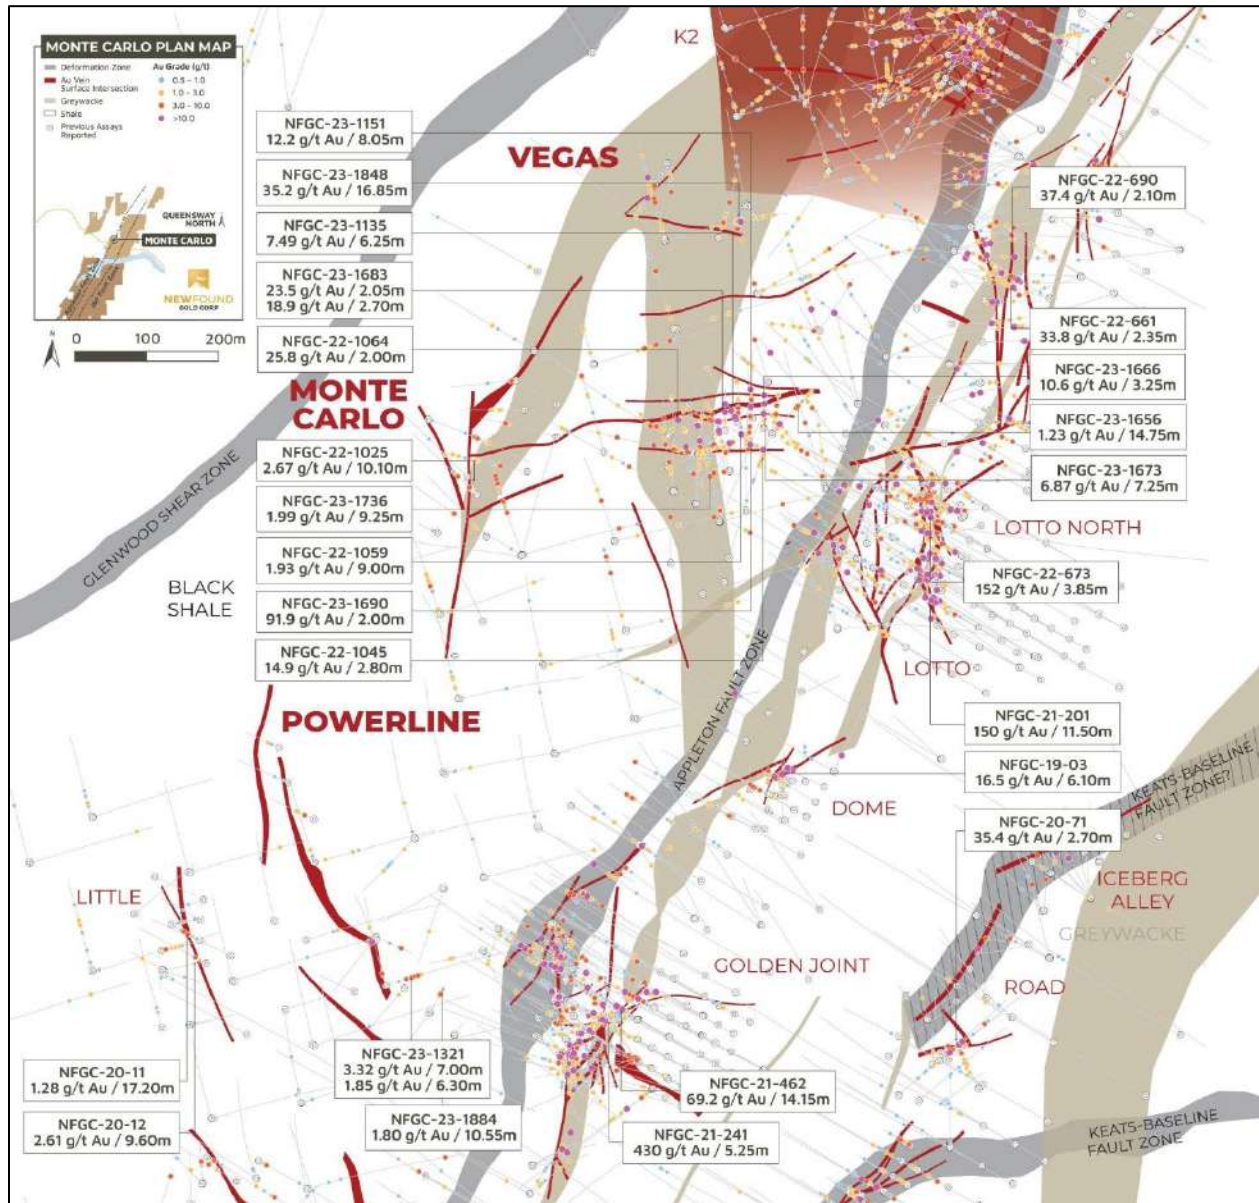 MONTE CARLO PLAN MAP
Deformation Zone
Au Vein
Surface Intersection
Greywacke
Shale
Previous Assays
Reported
Au Grade (g/t)
0.5 – 1.0
1.0 – 3.0
3.0 – 10.0
>10.0
QUEENSWAY
NORTH
MONTE CARLO
NEWFOUND
GOLD CORP
N
0 100 200m
K2
VEGAS
NFGC-23-1151
12.2 g/t Au / 8.05m
NFGC-23-1848
35.2 g/t Au / 16.85m
NFGC-23-1135
7.49 g/t Au / 6.25m
NFGC-23-1683
23.5 g/t Au / 2.05m
18.9 g/t Au / 2.70m
NFGC-22-1064
25.8 g/t Au / 2.00m
NFGC-22-690
37.4 g/t Au / 2.10m
NFGC-22-661
33.8 g/t Au / 2.35m
NFGC-23-1666
10.6 g/t Au / 3.25m
NFGC-23-1656
1.23 g/t Au / 14.75m
NFGC-23-1673
6.87 g/t Au / 7.25m
MONTE
CARLO
NFGC-22-1025
2.67 g/t Au / 10.10m
NFGC-23-1736
1.99 g/t Au / 9.25m
NFGC-22-1059
1.93 g/t Au / 9.00m
NFGC-23-1690
91.9 g/t Au / 2.00m
NFGC-22-1045
14.9 g/t Au / 2.80m
GLENWOOD SHEAR ZONE
BLACK
SHALE
LOTTO NORTH
NFGC-22-673
152 g/t Au / 3.85m
LOTTO
APPLETON FAULT ZONE
POWERLINE
NFGC-21-201
150 g/t Au / 11.50m
NFGC-19-03
16.5 g/t Au / 6.10m
DOME
NFGC-20-71
35.4 g/t Au / 2.70m
KEATS-BASELINE
FAULT ZONE?
ICEBERG
ALLEY
GREYWACKE
LITTLE
GOLDEN JOINT
ROAD
NFGC-20-11
1.28 g/t Au / 17.20m
NFGC-20-12
2.61 g/t Au / 9.60m
NFGC-23-1321
3.32 g/t Au / 7.00m
1.85 g/t Au / 6.30m
NFGC-23-1884
1.80 g/t Au / 10.55m
NFGC-21-462
69.2 g/t Au / 14.15m
NFGC-21-241
430 g/t Au / 5.25m
KEATS-BASELINE
FAULT ZONE